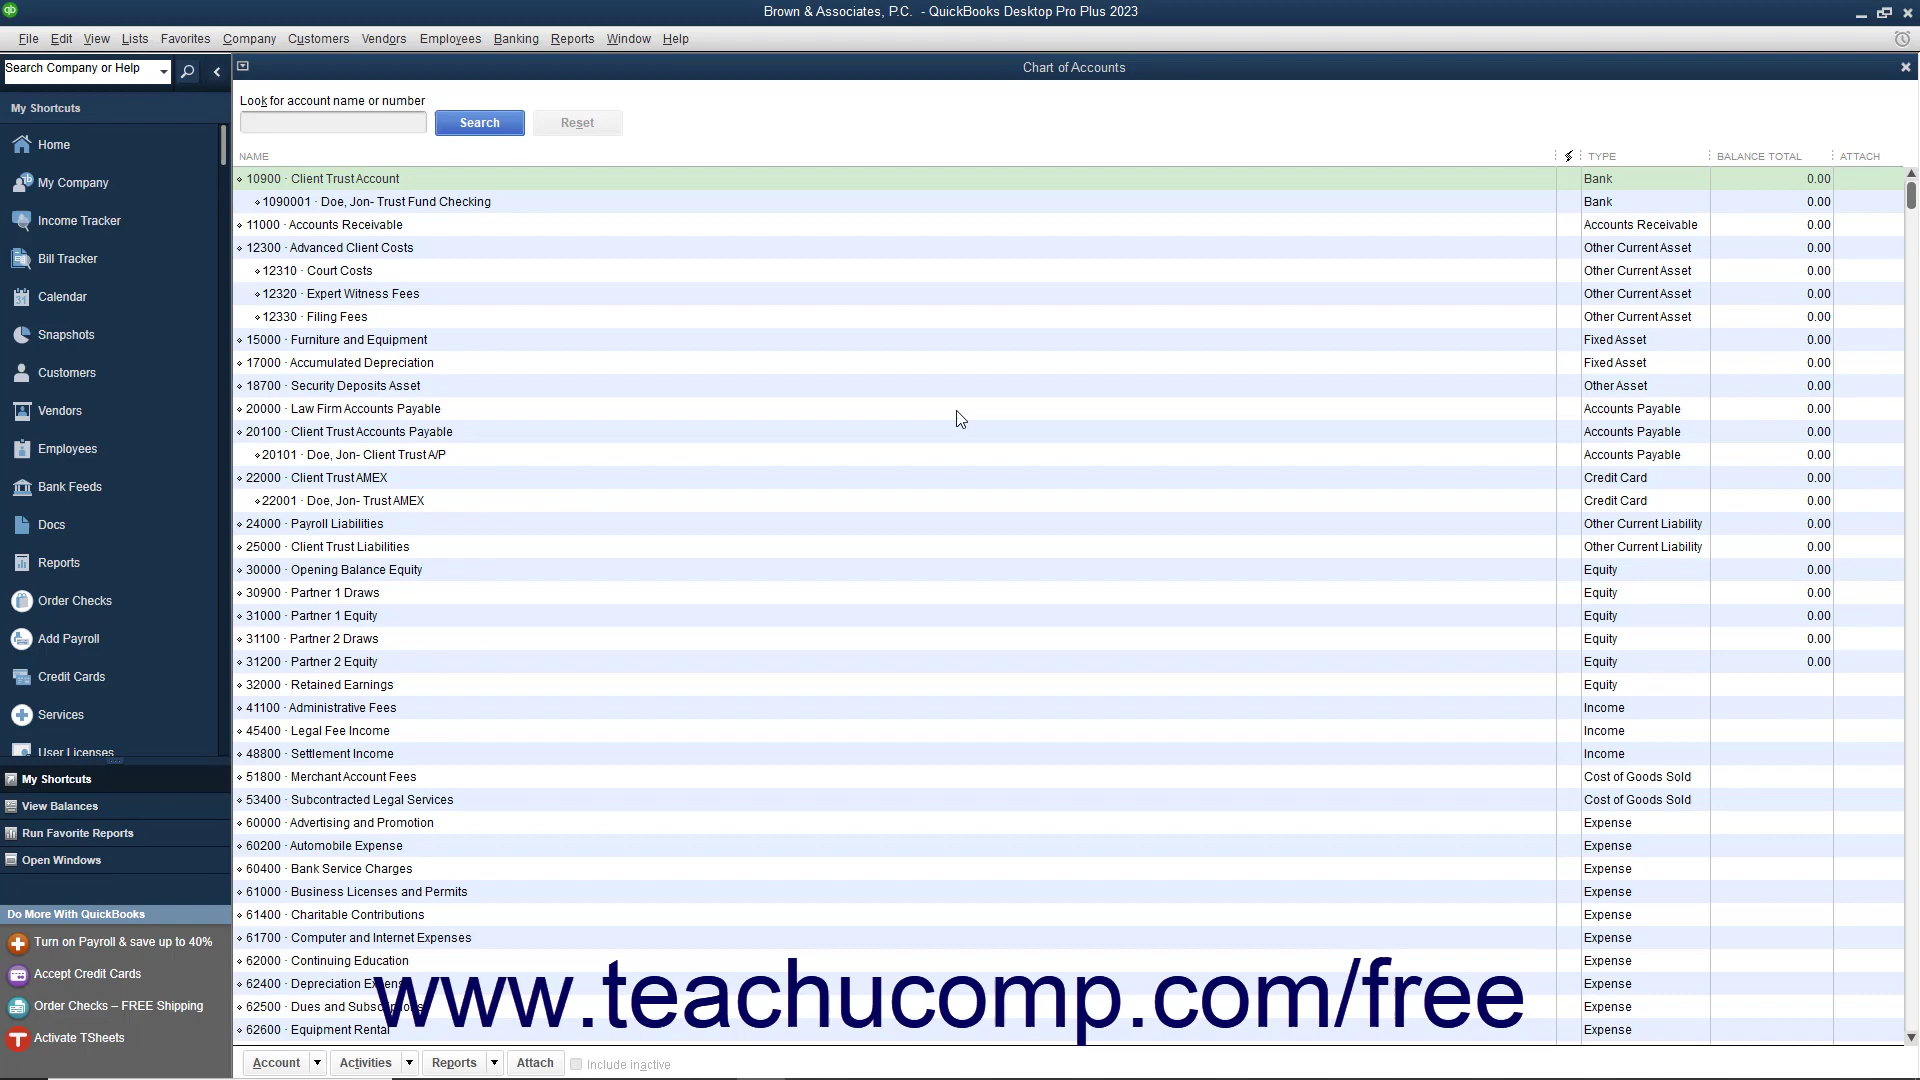 Brown & Associates, P.C. - QuickBooks Desktop Pro Plus 2023
File Edit View Lists Favorites Company Customers Vendors Employees Banking Reports Window Help
Search Company or Help
Chart of Accounts
My Shortcuts
Home
My Company
Income Tracker
Bill Tracker
Calendar
Snapshots
Customers
Vendors
Employees
Bank Feeds
Docs
Reports
Order Checks
Add Payroll
Credit Cards
Services
User Licenses
My Shortcuts
View Balances
Run Favorite Reports
Open Windows
Do More With QuickBooks
Turn on Payroll & save up to 40%
Accept Credit Cards
Order Checks – FREE Shipping
Activate TSheets
Look for account name or number
Search Reset
NAME TYPE BALANCE TOTAL ATTACH
10900 · Client Trust Account Bank 0.00
1090001 · Doe, Jon- Trust Fund Checking Bank 0.00
11000 · Accounts Receivable Accounts Receivable 0.00
12300 · Advanced Client Costs Other Current Asset 0.00
12310 · Court Costs Other Current Asset 0.00
12320 · Expert Witness Fees Other Current Asset 0.00
12330 · Filing Fees Other Current Asset 0.00
15000 · Furniture and Equipment Fixed Asset 0.00
17000 · Accumulated Depreciation Fixed Asset 0.00
18700 · Security Deposits Asset Other Asset 0.00
20000 · Law Firm Accounts Payable Accounts Payable 0.00
20100 · Client Trust Accounts Payable Accounts Payable 0.00
20101 · Doe, Jon- Client Trust A/P Accounts Payable 0.00
22000 · Client Trust AMEX Credit Card 0.00
22001 · Doe, Jon- Trust AMEX Credit Card 0.00
24000 · Payroll Liabilities Other Current Liability 0.00
25000 · Client Trust Liabilities Other Current Liability 0.00
30000 · Opening Balance Equity Equity 0.00
30900 · Partner 1 Draws Equity 0.00
31000 · Partner 1 Equity Equity 0.00
31100 · Partner 2 Draws Equity 0.00
31200 · Partner 2 Equity Equity 0.00
32000 · Retained Earnings Equity
41100 · Administrative Fees Income
45400 · Legal Fee Income Income
48800 · Settlement Income Income
51800 · Merchant Account Fees Cost of Goods Sold
53400 · Subcontracted Legal Services Cost of Goods Sold
60000 · Advertising and Promotion Expense
60200 · Automobile Expense Expense
60400 · Bank Service Charges Expense
61000 · Business Licenses and Permits Expense
61400 · Charitable Contributions Expense
61700 · Computer and Internet Expenses Expense
62000 · Continuing Education Expense
62400 · Depreciation Expense Expense
62500 · Dues and Subscriptions Expense
62600 · Equipment Rental Expense
www.teachucomp.com/free
Account Activities Reports Attach Include inactive